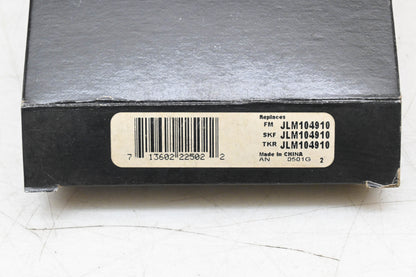 Replaces
FM JLM104910
SKF JLM104910
TKR JLM104910
Made in CHINA
AN 0501G 2
7 13602 22502 2